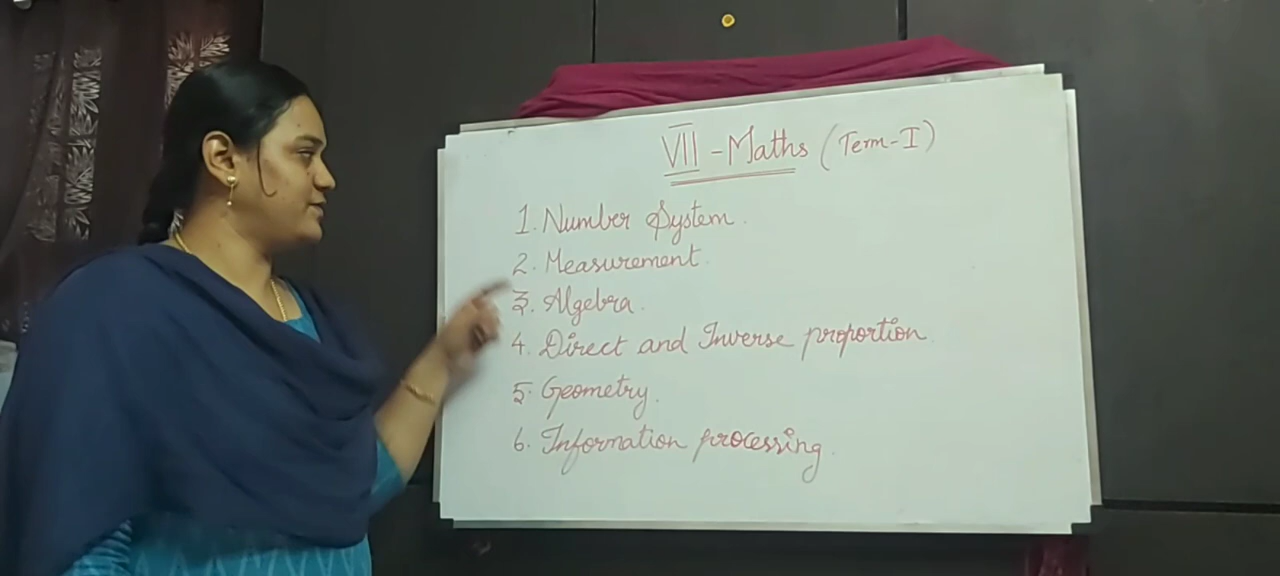 VII - Maths (Term-I)
1. Number System.
2. Measurement.
3. Algebra.
4. Direct and Inverse proportion.
5. Geometry.
6. Information processing.